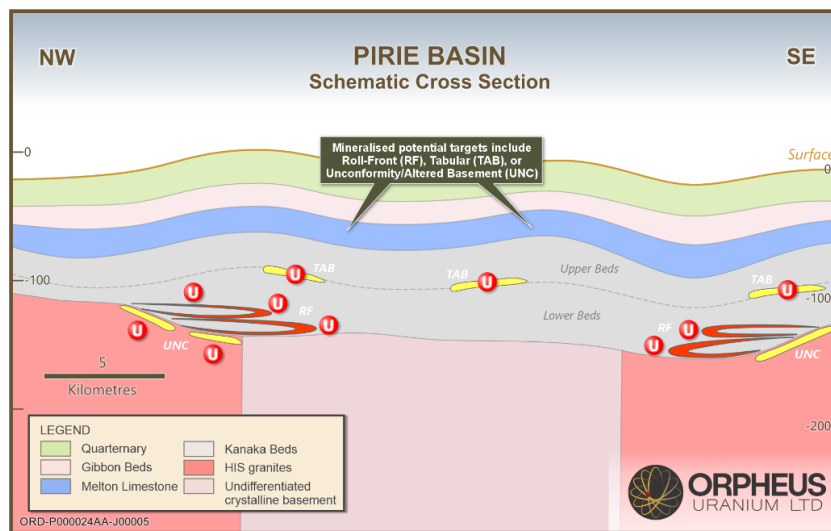 PIRIE BASIN
NW
SE
Schematic Cross Section
Mineralised potential targets include
Roll-Front (RF), Tabular (TAB), or
Unconformity/Altered Basement (UNC)
0
Surface
0
TAB
U
Upper Beds
TAB
U
TAB
U
-100
-100
U
U
RF
U
Lower Beds
U
UNC
U
RF
U
U
UNC
5
Kilometres
-200
LEGEND
Quarternary
Kanaka Beds
Gibbon Beds
HIS granites
Melton Limestone
Undifferentiated
crystalline basement
ORPHEUS
URANIUM LTD
ORD-P000024AA-J00005